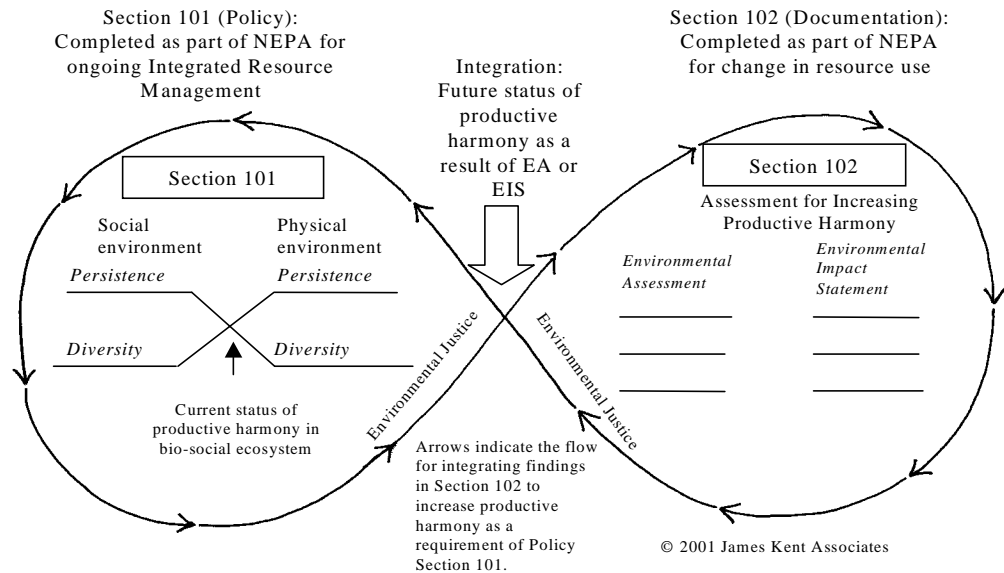 Section 101 (Policy):
Completed as part of NEPA for
ongoing Integrated Resource
Management
Integration:
Future status of
productive
harmony as a
result of EA or
EIS
Section 102 (Documentation):
Completed as part of NEPA
for change in resource use
Section 101
Social
environment
Physical
environment
Persistence
Persistence
Diversity
Diversity
Current status of
productive harmony in
bio-social ecosystem
Environmental Justice
Environmental Justice
Section 102
Assessment for Increasing
Productive Harmony
Environmental
Assessment
Environmental
Impact
Statement
Arrows indicate the flow
for integrating findings
in Section 102 to
increase productive
harmony as a
requirement of Policy
Section 101.
© 2001 James Kent Associates